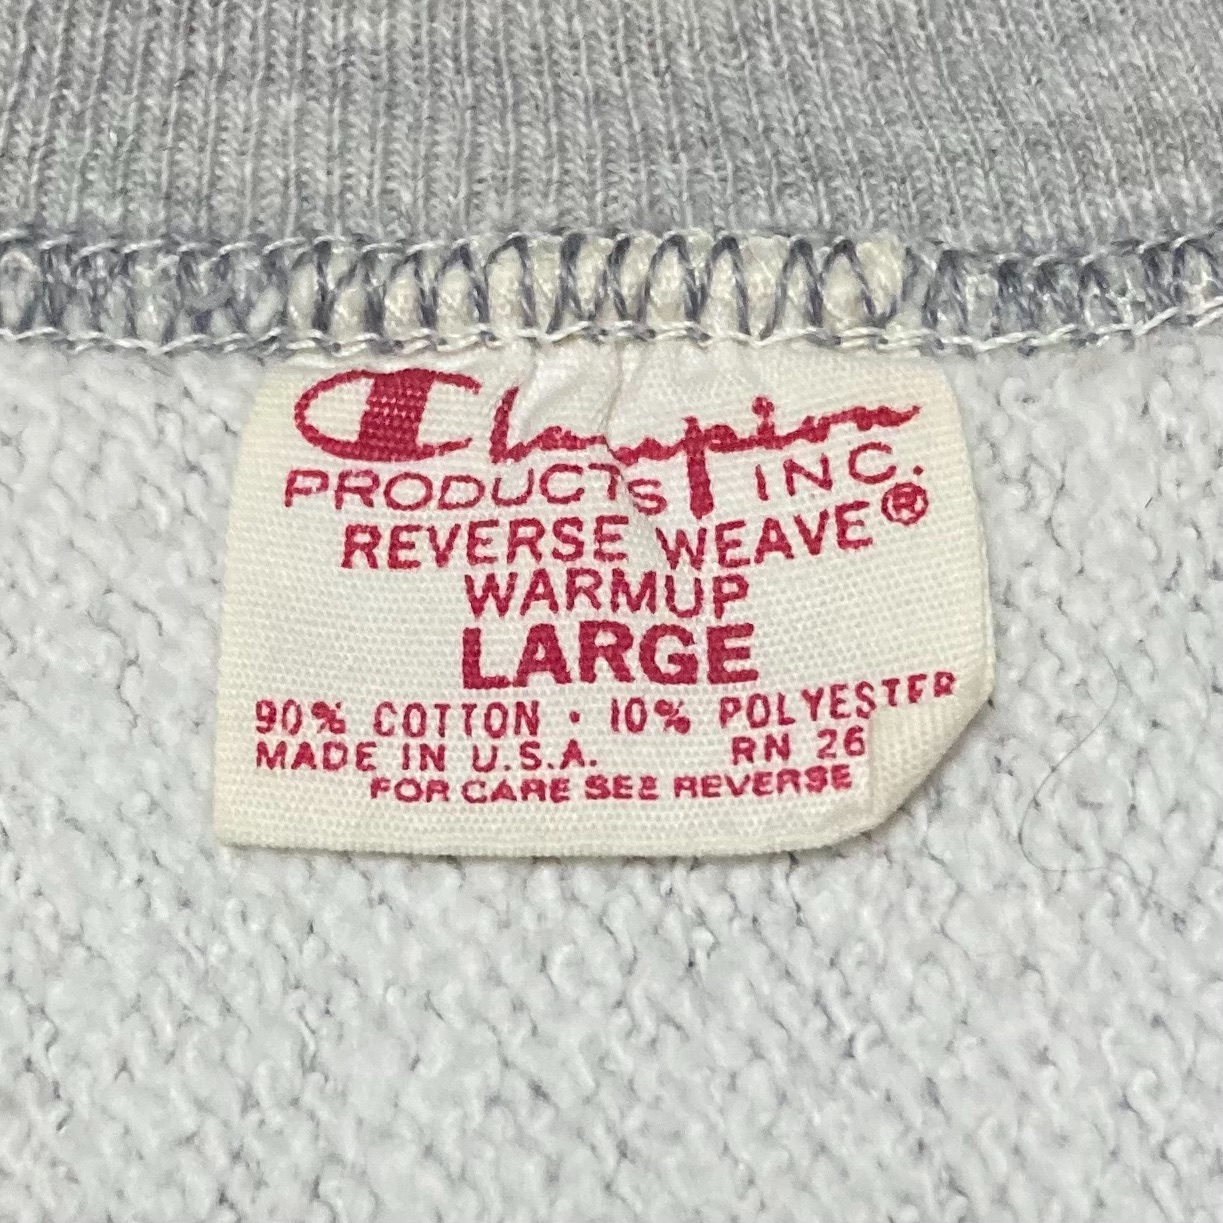 Champion
PRODUCTS INC.
REVERSE WEAVE®
WARMUP
LARGE
90% COTTON · 10% POLYESTER
MADE IN U.S.A. RN 26
FOR CARE SEE REVERSE